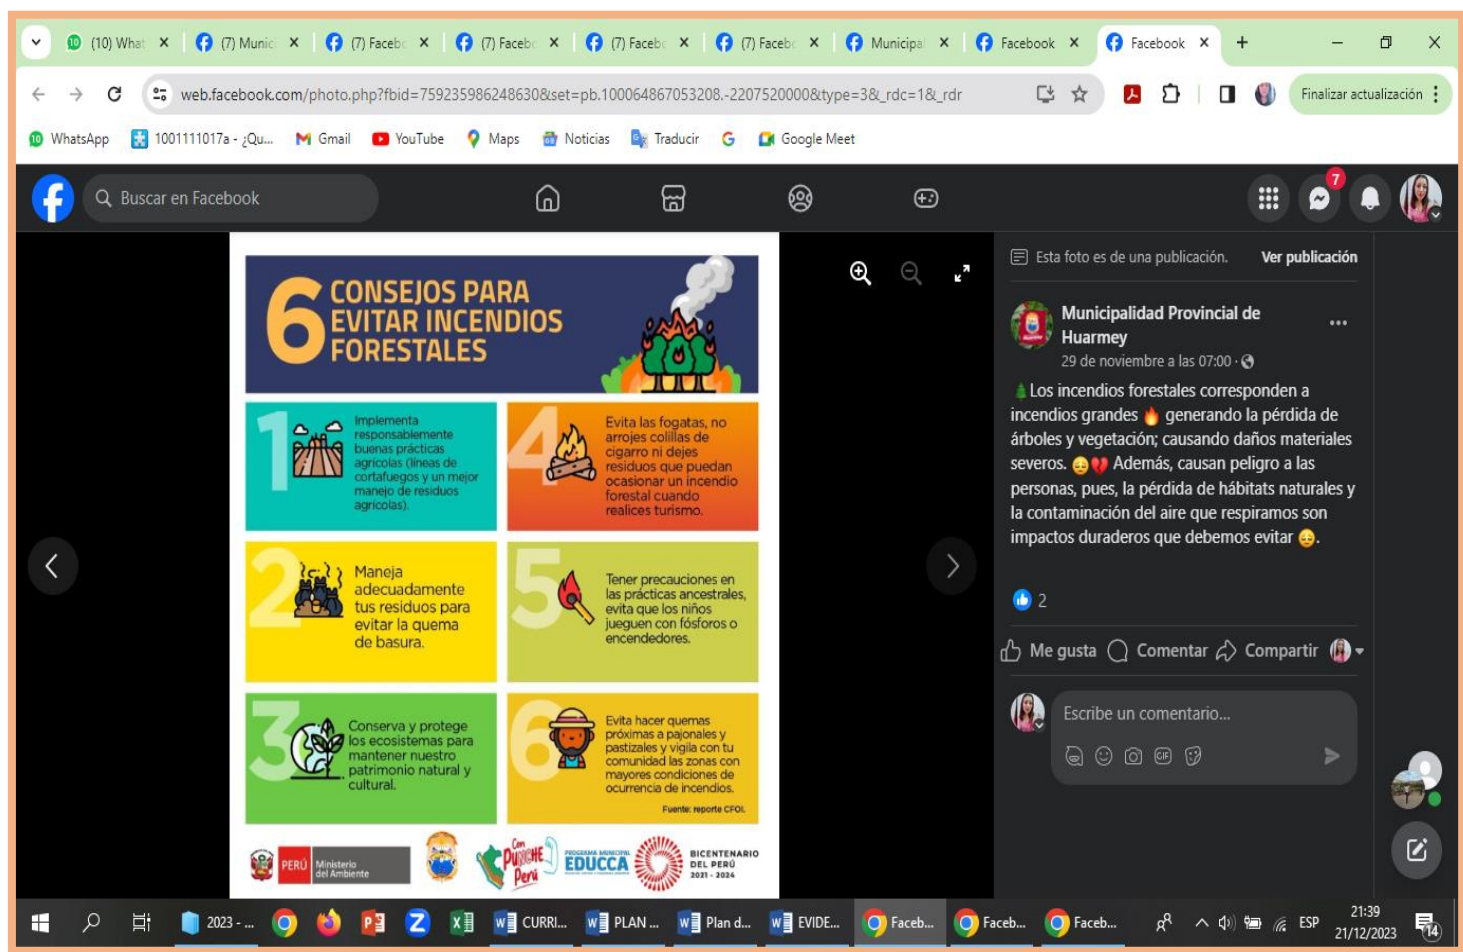 (10) What
(7) Munic
(7) Facebo
(7) Facebo
(7) Facebo
(7) Facebo
Municipal
Facebook
Facebook
web.facebook.com/photo.php?fbid=759235986248630&set=pb.100064867053208.-2207520000&type=3&_rdc=1&_rdr
Finalizar actualización
WhatsApp
1001111017a - ¿Qu...
Gmail
YouTube
Maps
Noticias
Traducir
Google Meet
Buscar en Facebook
7
6 CONSEJOS PARA
EVITAR INCENDIOS
FORESTALES
1
Implementa
responsablemente
buenas prácticas
agrícolas (líneas de
cortafuegos y un mejor
manejo de residuos
agrícolas).
2
Maneja
adecuadamente
tus residuos para
evitar la quema
de basura.
3
Conserva y protege
los ecosistemas para
mantener nuestro
patrimonio natural y
cultural.
4
Evita las fogatas, no
arrojes colillas de
cigarro ni dejes
residuos que puedan
ocasionar un incendio
forestal cuando
realices turismo.
5
Tener precauciones en
las prácticas ancestrales,
evita que los niños
jueguen con fósforos o
encendedores.
6
Evita hacer quemas
próximas a pajonales y
pastizales y vigila con tu
comunidad las zonas con
mayores condiciones de
ocurrencia de incendios.
Fuente: reporte CFOI.
PERÚ
Ministerio
del Ambiente
Con
PUNCHE
Perú
PROGRAMA MUNICIPAL
EDUCCA
BICENTENARIO
DEL PERÚ
2021 - 2024
Esta foto es de una publicación.
Ver publicación
Municipalidad Provincial de
Huarmey
29 de noviembre a las 07:00 ·
🌲Los incendios forestales corresponden a
incendios grandes 🔥 generando la pérdida de
árboles y vegetación; causando daños materiales
severos. 😔💔 Además, causan peligro a las
personas, pues, la pérdida de hábitats naturales y
la contaminación del aire que respiramos son
impactos duraderos que debemos evitar 😔.
2
Me gusta
Comentar
Compartir
Escribe un comentario...
GIF
2023 - ...
CURRI...
PLAN ...
Plan d...
EVIDE...
Faceb...
Faceb...
Faceb...
ESP
21:39
21/12/2023
14